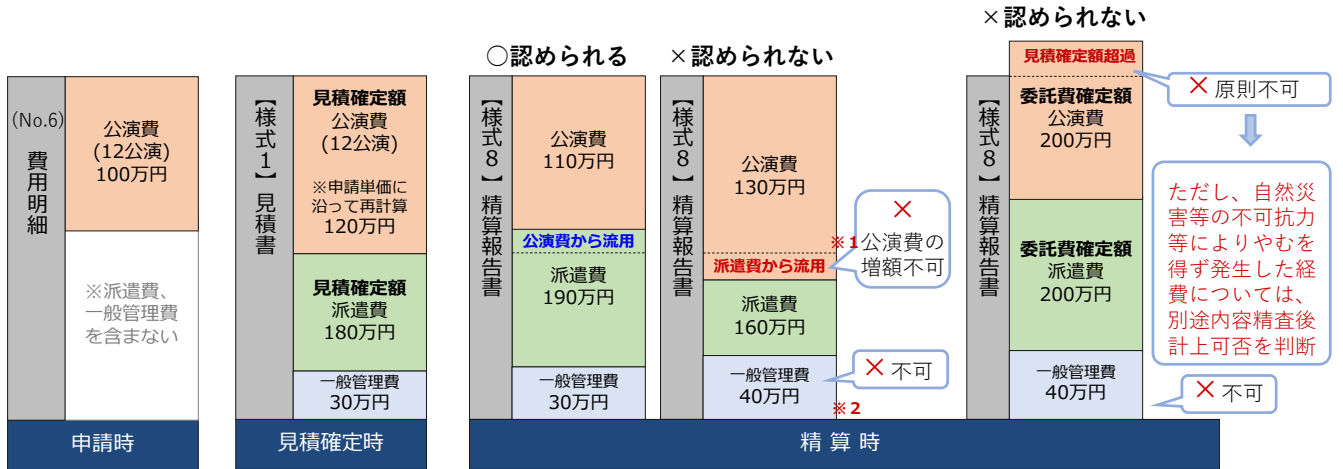 (No.6)
費用明細
公演費
(12公演)
100万円
※派遣費、
一般管理費
を含まない
申請時
【様式1】見積書
見積確定額
公演費
(12公演)
※申請単価に
沿って再計算
120万円
見積確定額
派遣費
180万円
一般管理費
30万円
見積確定時
○認められる
【様式8】精算報告書
公演費
110万円
公演費から流用
派遣費
190万円
一般管理費
30万円
×認められない
【様式8】精算報告書
公演費
130万円
派遣費から流用
※1
×
公演費の
増額不可
派遣費
160万円
一般管理費
40万円
※2
× 不可
×認められない
【様式8】精算報告書
見積確定額超過
委託費確定額
公演費
200万円
委託費確定額
派遣費
200万円
一般管理費
40万円
× 原則不可
ただし、自然災
害等の不可抗力
等によりやむを
得ず発生した経
費については、
別途内容精査後
計上可否を判断
× 不可
精算時